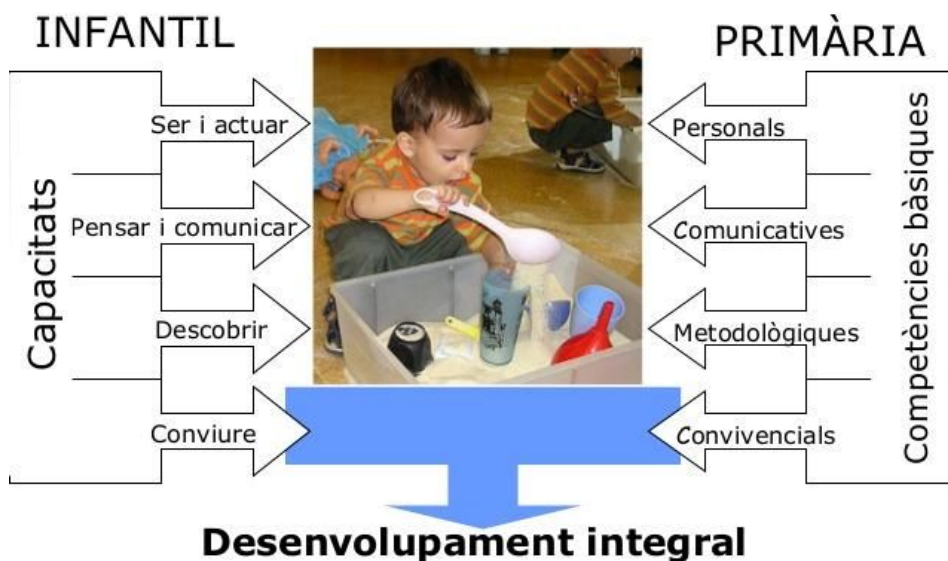 INFANTIL
PRIMÀRIA
Capacitats
Ser i actuar
Pensar i comunicar
Descobrir
Conviure
Personals
Comunicatives
Metodològiques
Convivencials
Competències bàsiques
Desenvolupament integral